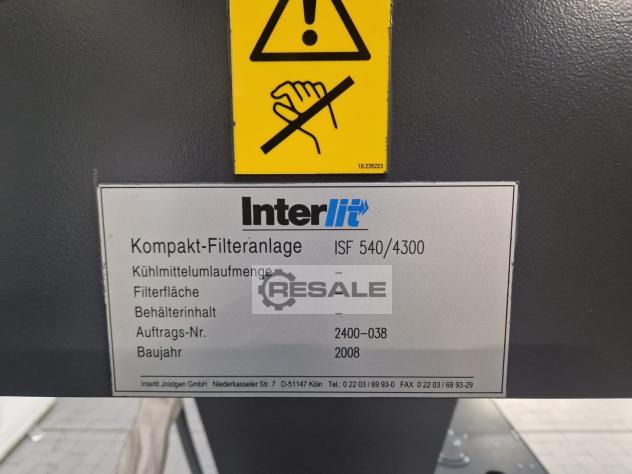 10.235223
Interlit
Kompakt-Filteranlage ISF 540/4300
Kühlmittelumlaufmenge –
Filterfläche –
RESALE
Behälterinhalt –
Auftrags-Nr. 2400-038
Baujahr 2008
Interlit Joistgen GmbH Niederkasseler Str. 7 D-51147 Köln Tel.: 0 22 03 / 69 93-0 FAX 0 22 03 / 69 93-29